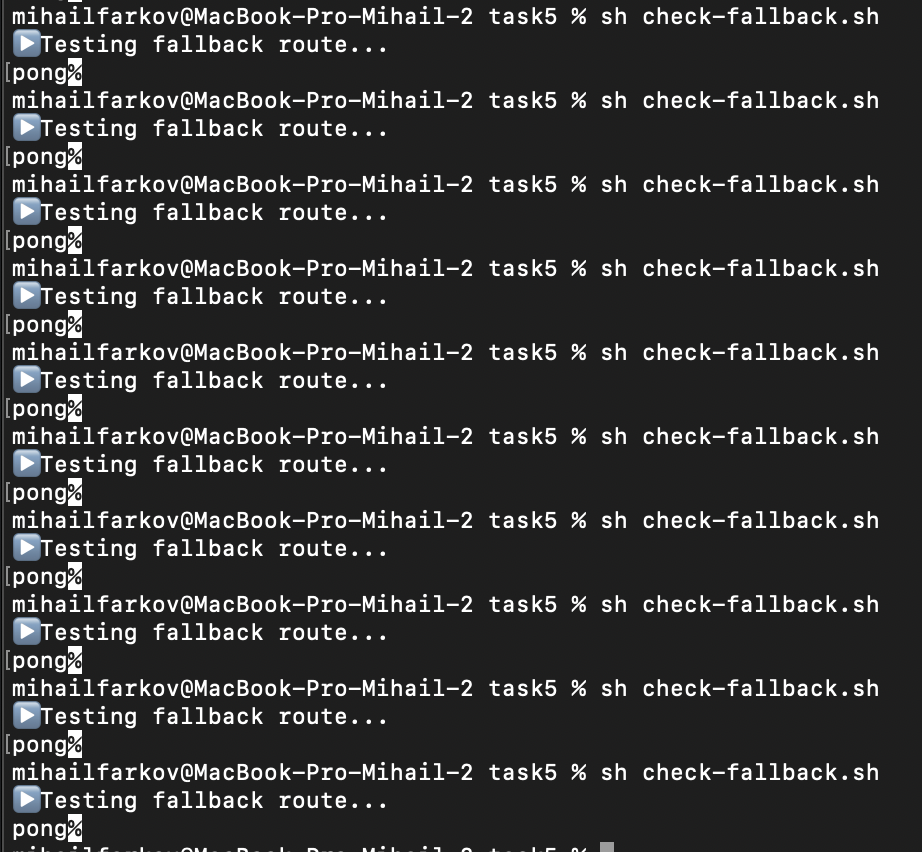 mihailfarkov@MacBook-Pro-Mihail-2 task5 % sh check-fallback.sh
▶️Testing fallback route...
[pong%
mihailfarkov@MacBook-Pro-Mihail-2 task5 % sh check-fallback.sh
▶️Testing fallback route...
[pong%
mihailfarkov@MacBook-Pro-Mihail-2 task5 % sh check-fallback.sh
▶️Testing fallback route...
[pong%
mihailfarkov@MacBook-Pro-Mihail-2 task5 % sh check-fallback.sh
▶️Testing fallback route...
[pong%
mihailfarkov@MacBook-Pro-Mihail-2 task5 % sh check-fallback.sh
▶️Testing fallback route...
[pong%
mihailfarkov@MacBook-Pro-Mihail-2 task5 % sh check-fallback.sh
▶️Testing fallback route...
[pong%
mihailfarkov@MacBook-Pro-Mihail-2 task5 % sh check-fallback.sh
▶️Testing fallback route...
[pong%
mihailfarkov@MacBook-Pro-Mihail-2 task5 % sh check-fallback.sh
▶️Testing fallback route...
[pong%
mihailfarkov@MacBook-Pro-Mihail-2 task5 % sh check-fallback.sh
▶️Testing fallback route...
[pong%
mihailfarkov@MacBook-Pro-Mihail-2 task5 % sh check-fallback.sh
▶️Testing fallback route...
pong%
mihailfarkov@MacBook-Pro-Mihail-2 task5 %